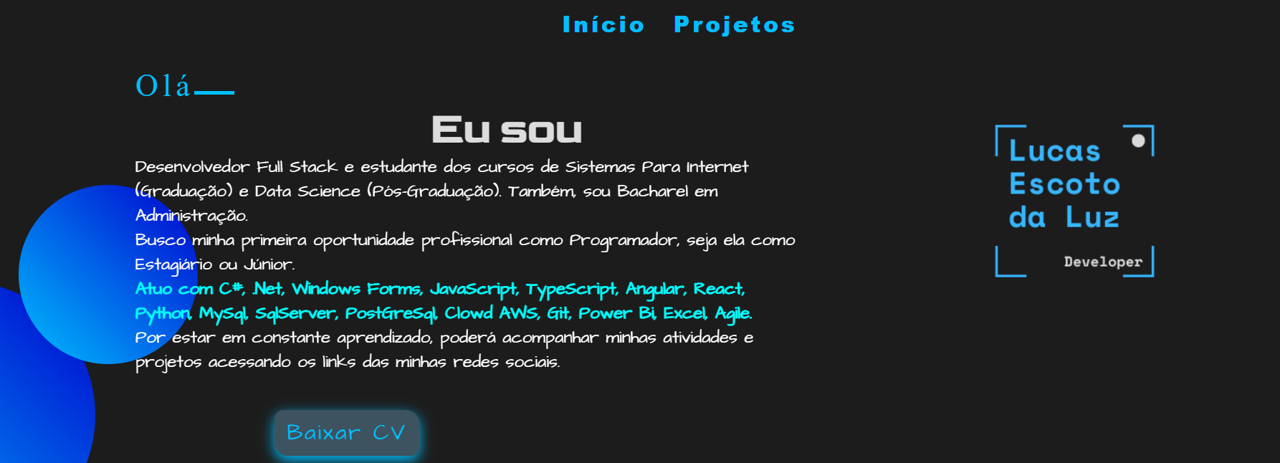 Início Projetos
Olá
Eu sou
Desenvolvedor Full Stack e estudante dos cursos de Sistemas Para Internet
(Graduação) e Data Science (Pós-Graduação). Também, sou Bacharel em
Administração.
Busco minha primeira oportunidade profissional como Programador, seja ela como
Estagiário ou Júnior.
Atuo com C#, .Net, Windows Forms, JavaScript, TypeScript, Angular, React,
Python, MySql, SqlServer, PostGreSql, Clowd AWS, Git, Power Bi, Excel, Agile.
Por estar em constante aprendizado, poderá acompanhar minhas atividades e
projetos acessando os links das minhas redes sociais.
Baixar CV
Lucas
Escoto
da Luz
Developer